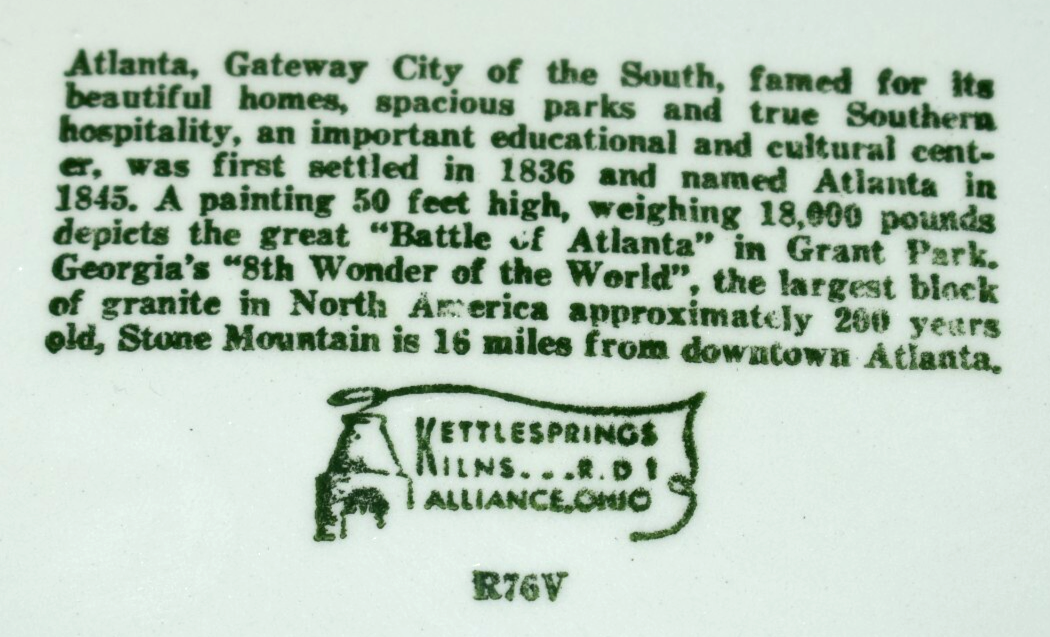 Atlanta, Gateway City of the South, famed for its
beautiful homes, spacious parks and true Southern
hospitality, an important educational and cultural cent-
er, was first settled in 1836 and named Atlanta in
1845. A painting 50 feet high, weighing 18,000 pounds
depicts the great "Battle of Atlanta" in Grant Park.
Georgia's "8th Wonder of the World", the largest block
of granite in North America approximately 200 years
old, Stone Mountain is 16 miles from downtown Atlanta.
KETTLESPRINGS
KILNS...R.D 1
ALLIANCE,OHIO
R76V